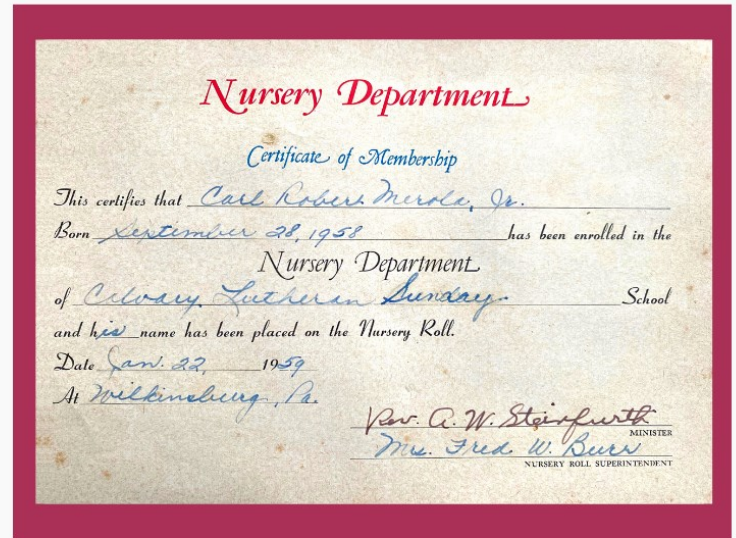 Nursery Department
Certificate of Membership
This certifies that Carl Robert Merola, Jr.
Born September 28, 1958 has been enrolled in the
Nursery Department
of Calvary Lutheran Sunday School
and his name has been placed on the Nursery Roll.
Date Jan. 22, 1959
At Wilkinsburg, Pa.
Rev. A. W. Steinfurth
MINISTER
Mrs. Fred W. Burr
NURSERY ROLL SUPERINTENDENT